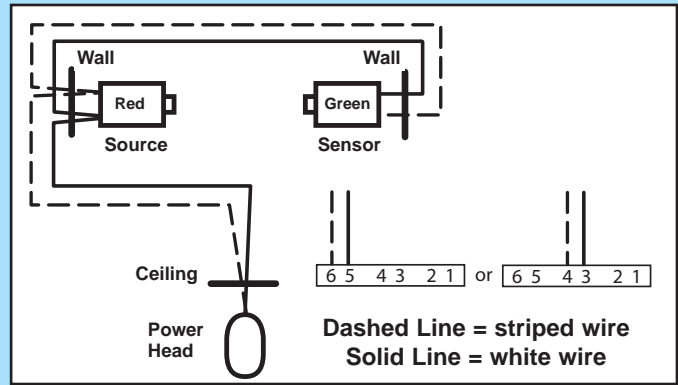 Wall
Wall
Red
Green
Source
Sensor
Ceiling
6 5 4 3 2 1 or 6 5 4 3 2 1
Power
Head
Dashed Line = striped wire
Solid Line = white wire